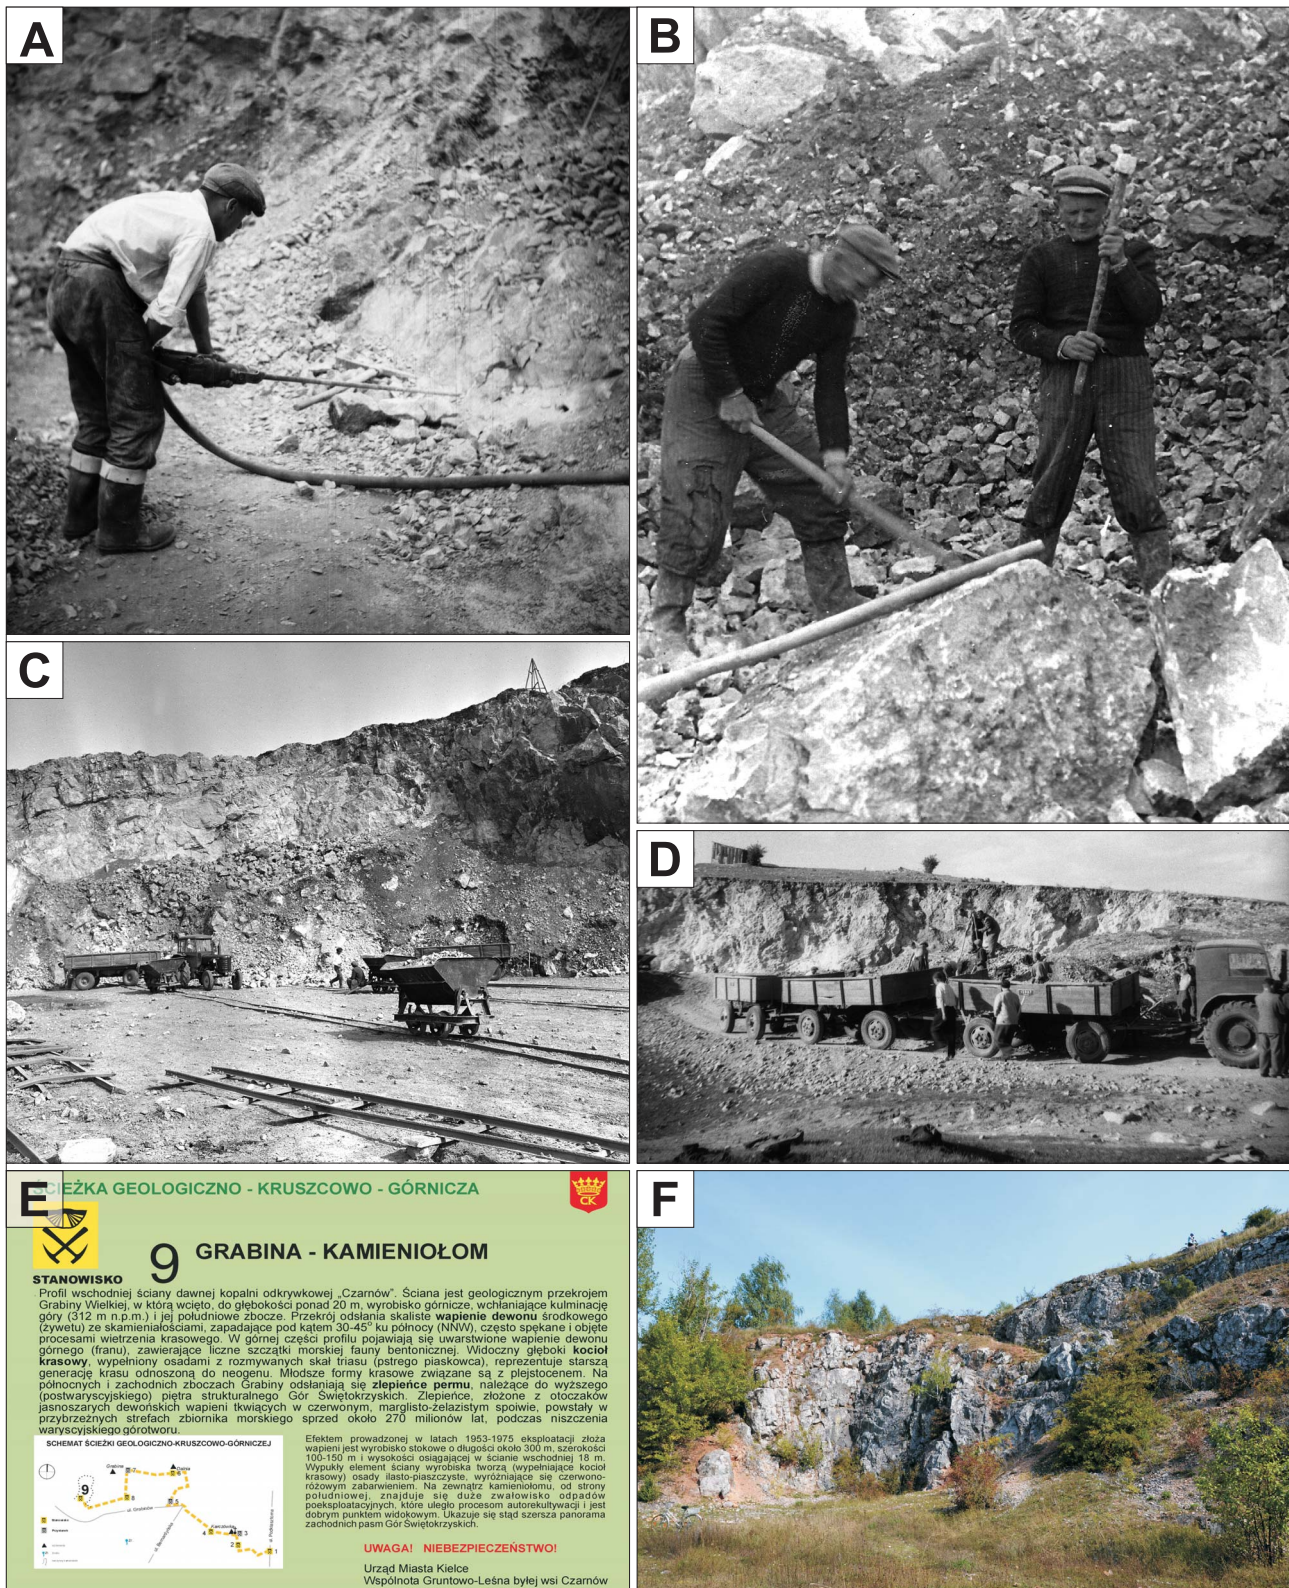 A
B
C
D
E
ŚCIEŻKA GEOLOGICZNO - KRUSZCOWO - GÓRNICZA
CK
STANOWISKO 9 GRABINA - KAMIENIOŁOM
Profil wschodniej ściany dawnej kopalni odkrywkowej „Czarnów". Ściana jest geologicznym przekrojem
Grabiny Wielkiej, w którą wcięto, do głębokości ponad 20 m, wyrobisko górnicze, wchłaniające kulminację
góry (312 m n.p.m.) i jej południowe zbocze. Przekrój odsłania skaliste wapienie dewonu środkowego
(żywetu) ze skamieniałościami, zapadające pod kątem 30-45° ku północy (NNW), często spękane i objęte
procesami wietrzenia krasowego. W górnej części profilu pojawiają się uwarstwione wapienie dewonu
górnego (franu), zawierające liczne szczątki morskiej fauny bentonicznej. Widoczny głęboki kocioł
krasowy, wypełniony osadami z rozmywanych skał triasu (pstrego piaskowca), reprezentuje starszą
generację krasu odnoszoną do neogenu. Młodsze formy krasowe związane są z plejstocenem. Na
północnych i zachodnich zboczach Grabiny odsłaniają się zlepieńce permu, należące do wyższego
(postwaryscyjskiego) piętra strukturalnego Gór Świętokrzyskich. Zlepieńce, złożone z otoczaków
jasnoszarych dewońskich wapieni tkwiących w czerwonym, marglisto-żelazistym spoiwie, powstały w
przybrzeżnych strefach zbiornika morskiego sprzed około 270 milionów lat, podczas niszczenia
waryscyjskiego górotworu.
SCHEMAT ŚCIEŻKI GEOLOGICZNO-KRUSZCOWO-GÓRNICZEJ
Grabina
7
6
9
8
5
4
3
2
1
Efektem prowadzonej w latach 1953-1975 eksploatacji złoża
wapieni jest wyrobisko stokowe o długości około 300 m, szerokości
100-150 m i wysokości osiągającej w ścianie wschodniej 18 m.
Wypukły element ściany wyrobiska tworzą (wypełniające kocioł
krasowy) osady ilasto-piaszczyste, wyróżniające się czerwono-
różowym zabarwieniem. Na zewnątrz kamieniołomu, od strony
południowej, znajduje się duże zwałowisko odpadów
poeksploatacyjnych, które uległo procesom autorekultywacji i jest
dobrym punktem widokowym. Ukazuje się stąd szersza panorama
zachodnich pasm Gór Świętokrzyskich.
UWAGA! NIEBEZPIECZEŃSTWO!
Urząd Miasta Kielce
Wspólnota Gruntowo-Leśna byłej wsi Czarnów
F